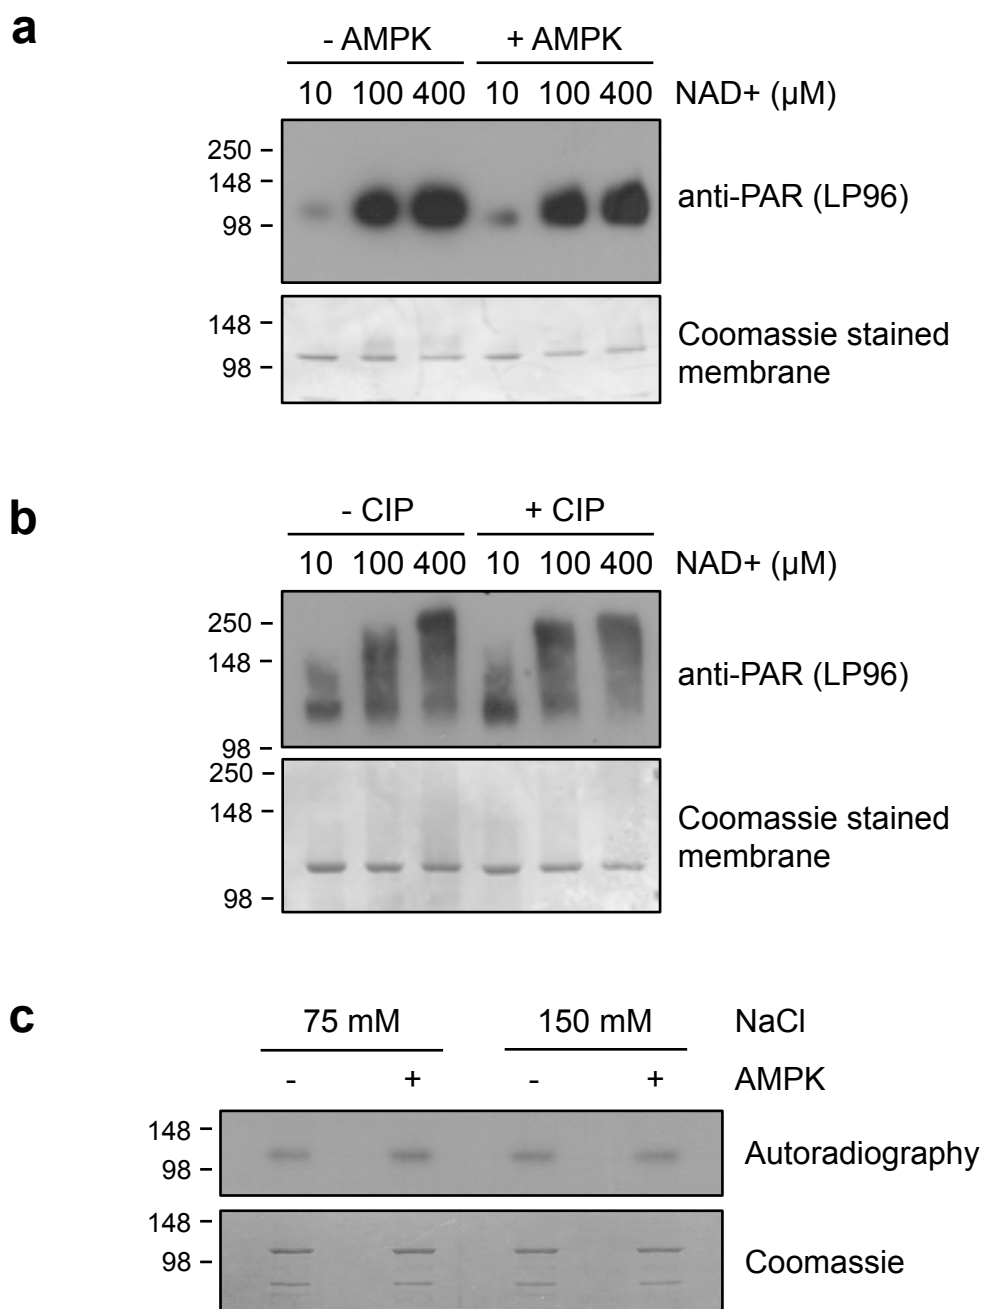 a
- AMPK + AMPK
10 100 400 10 100 400 NAD+ (µM)
250
148
98
anti-PAR (LP96)
148
98
Coomassie stained
membrane
b
- CIP + CIP
10 100 400 10 100 400 NAD+ (µM)
250
148
98
anti-PAR (LP96)
250
148
98
Coomassie stained
membrane
c
75 mM 150 mM NaCl
- + - + AMPK
148
98
Autoradiography
148
98
Coomassie